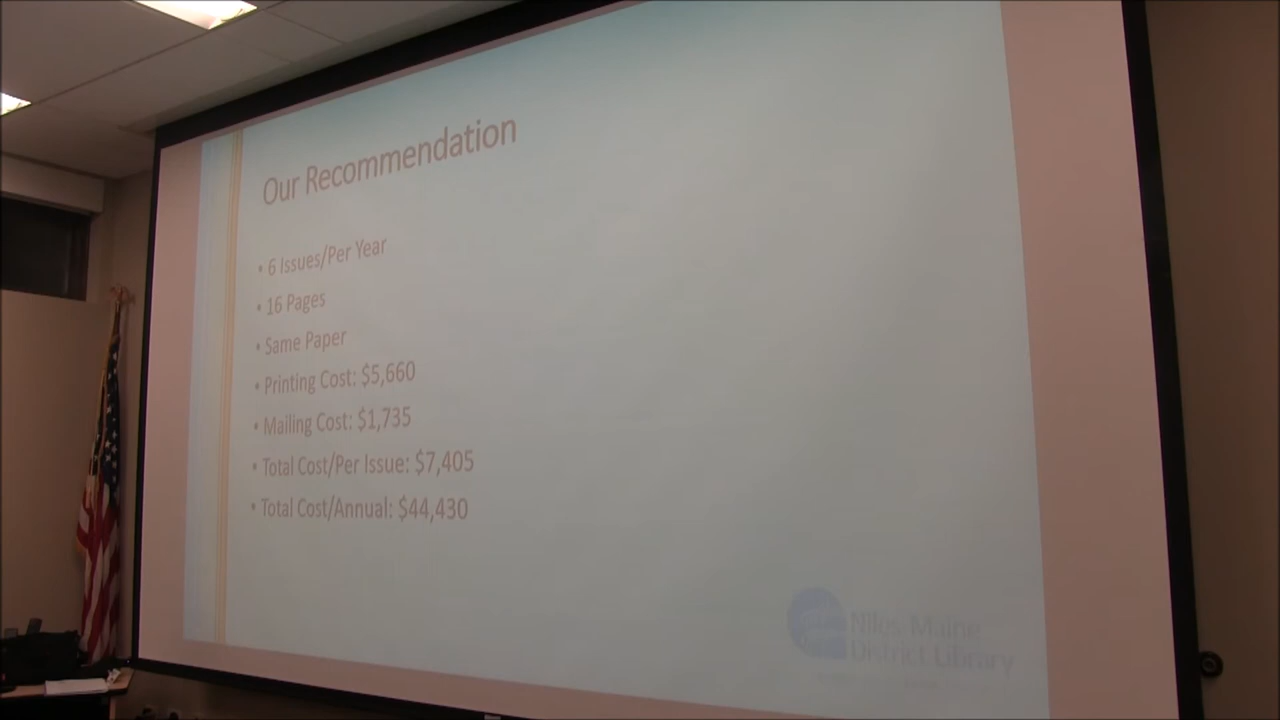 Our Recommendation
• 6 Issues/Per Year
• 16 Pages
• Same Paper
• Printing Cost: $5,660
• Mailing Cost: $1,735
• Total Cost/Per Issue: $7,405
• Total Cost/Annual: $44,430
Niles-Maine
District Library